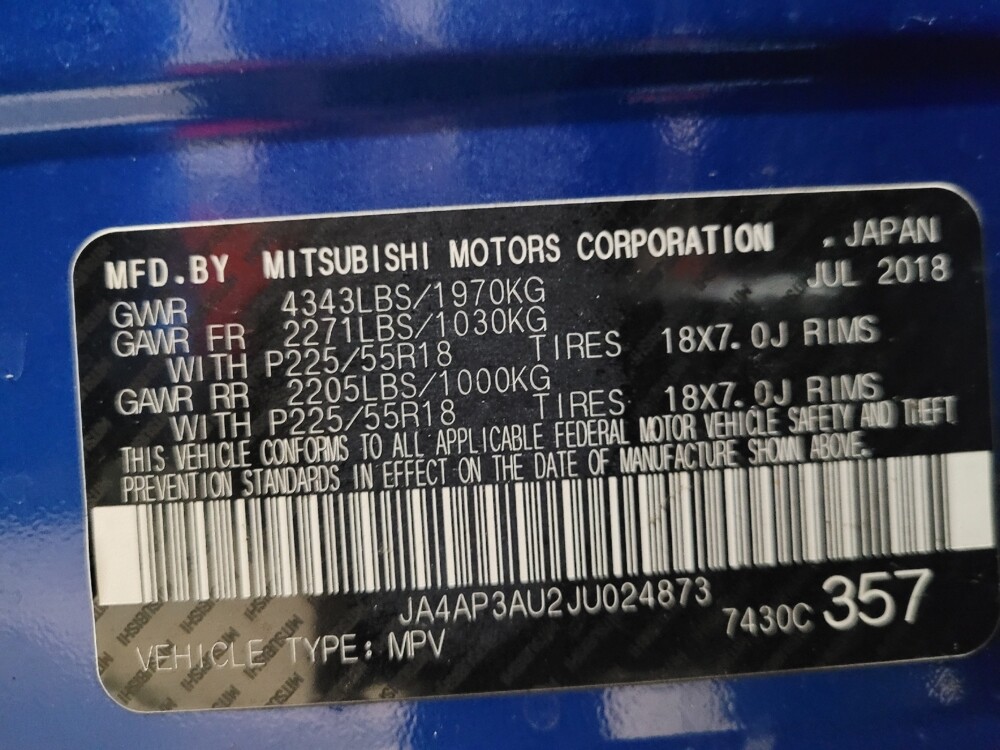 MFD.BY MITSUBISHI MOTORS CORPORATION . JAPAN
GVWR 4343LBS/1970KG JUL 2018
GAWR FR 2271LBS/1030KG
WITH P225/55R18 TIRES 18X7.0J RIMS
GAWR RR 2205LBS/1000KG
WITH P225/55R18 TIRES 18X7.0J RIMS
THIS VEHICLE CONFORMS TO ALL APPLICABLE FEDERAL MOTOR VEHICLE SAFETY AND THEFT
PREVENTION STANDARDS IN EFFECT ON THE DATE OF MANUFACTURE SHOWN ABOVE.
JA4AP3AU2JU024873
7430C 357
VEHICLE TYPE: MPV
MITSUBISHI